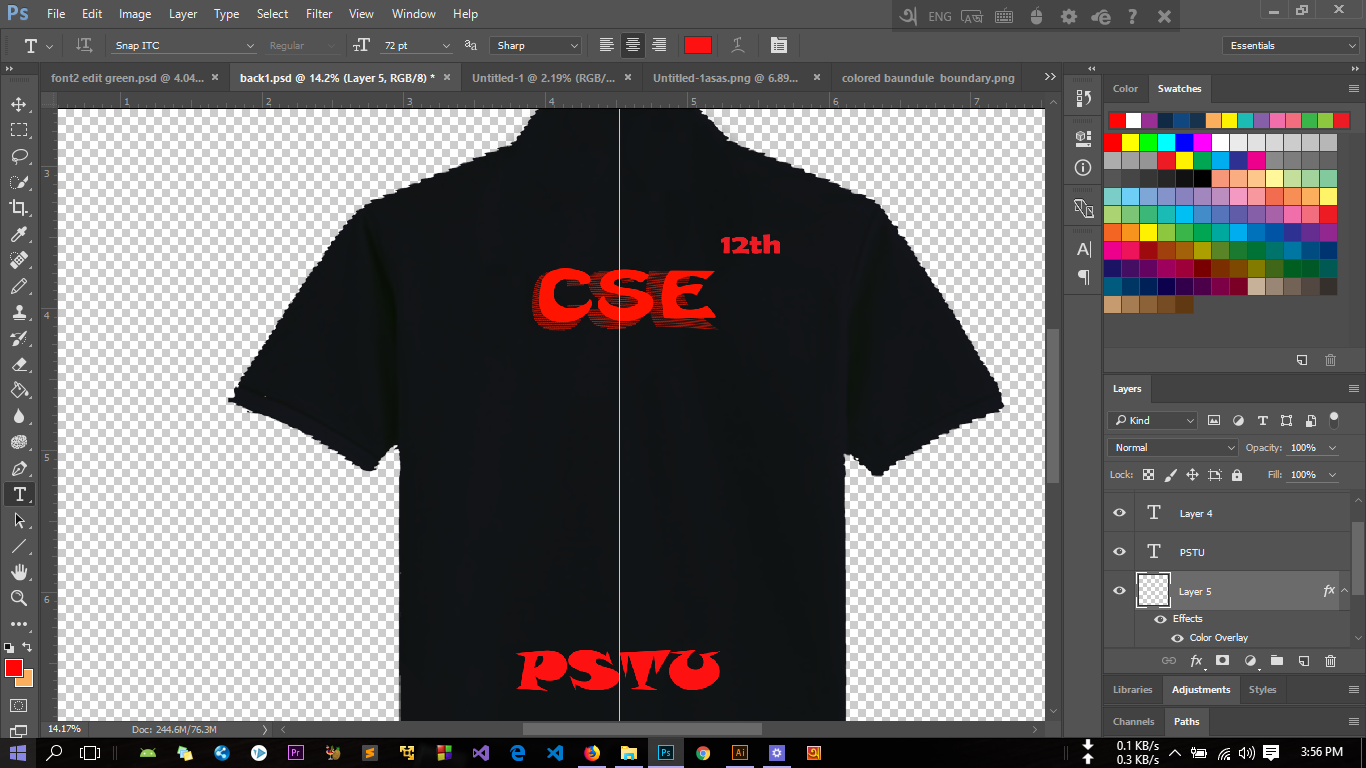 Ps File Edit Image Layer Type Select Filter View Window Help
ENG
T Snap ITC Regular 72 pt Sharp Essentials
font2 edit green.psd @ 4.04... × back1.psd @ 14.2% (Layer 5, RGB/8) * × Untitled-1 @ 2.19% (RGB/... × Untitled-1asas.png @ 6.89... × colored baundule boundary.png
1 2 3 4 5 6 7
3
4
5
6
12th
CSE
PSTU
Color Swatches
Layers
Kind
Normal Opacity: 100%
Lock: Fill: 100%
T Layer 4
T PSTU
Layer 5 fx
Effects
Color Overlay
fx
Libraries Adjustments Styles
Channels Paths
14.17% Doc: 244.6M/76.3M
Pr Ps Ai
0.1 KB/s
0.3 KB/s
3:56 PM